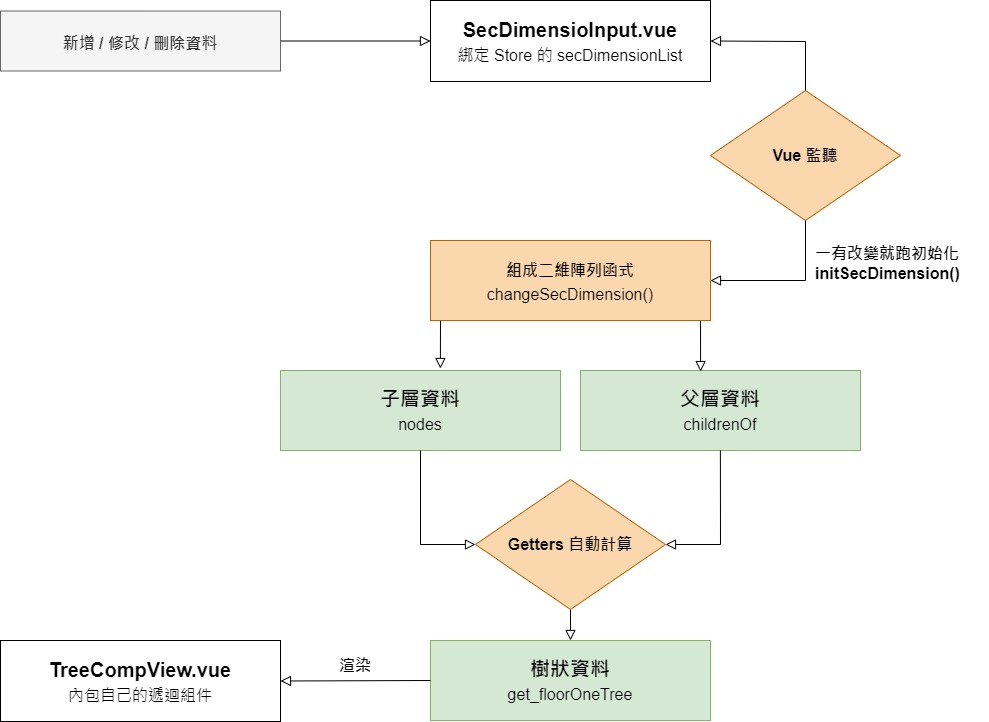 新增 / 修改 / 刪除資料
SecDimensioInput.vue
綁定 Store 的 secDimensionList
Vue 監聽
一有改變就跑初始化
initSecDimension()
組成二維陣列函式
changeSecDimension()
子層資料
nodes
父層資料
childrenOf
Getters 自動計算
樹狀資料
get_floorOneTree
渲染
TreeCompView.vue
內包自己的遞迴組件